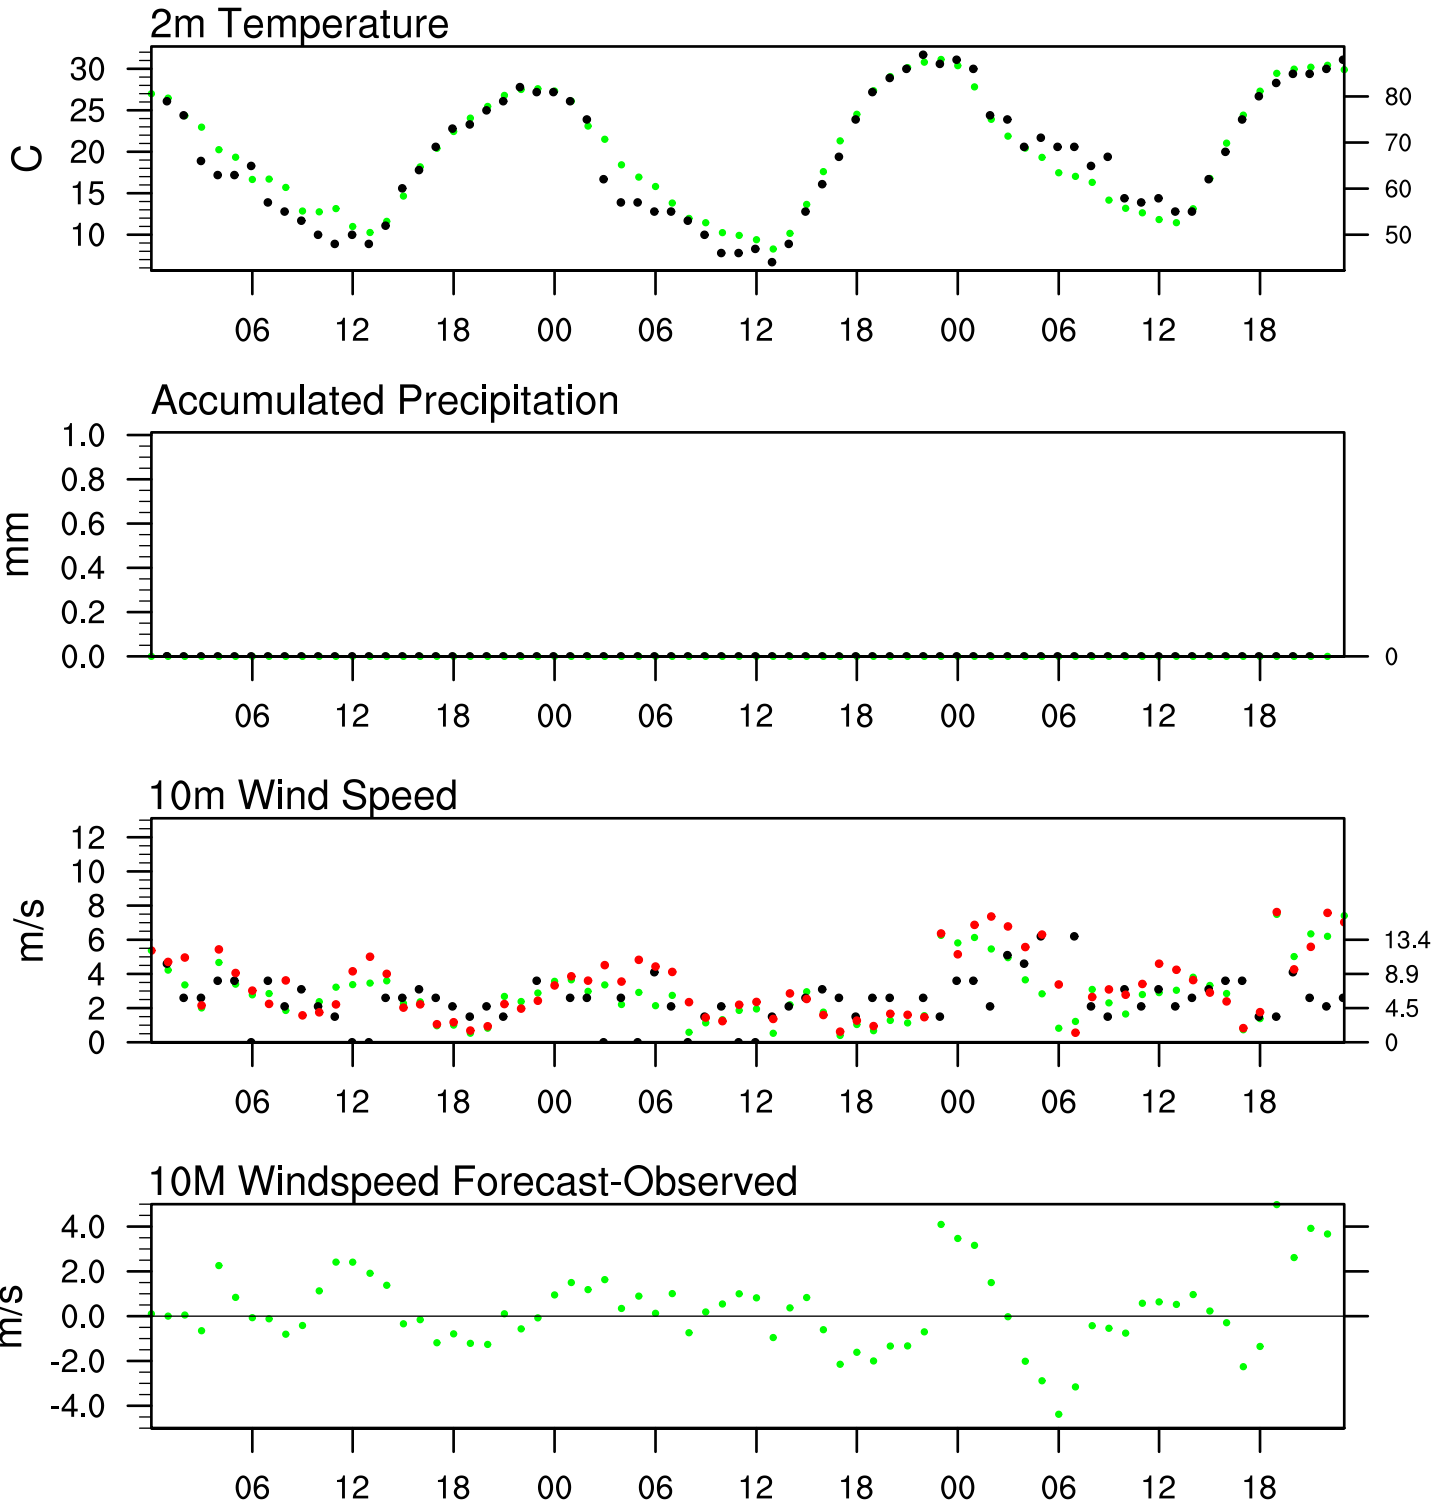 2m Temperature
30
25
20
15
10
C
80
70
60
50
06 12 18 00 06 12 18 00 06 12 18
Accumulated Precipitation
1.0
0.8
0.6
0.4
0.2
0.0
mm
0
06 12 18 00 06 12 18 00 06 12 18
10m Wind Speed
12
10
8
6
4
2
0
m/s
13.4
8.9
4.5
0
06 12 18 00 06 12 18 00 06 12 18
10M Windspeed Forecast-Observed
4.0
2.0
0.0
-2.0
-4.0
m/s
06 12 18 00 06 12 18 00 06 12 18